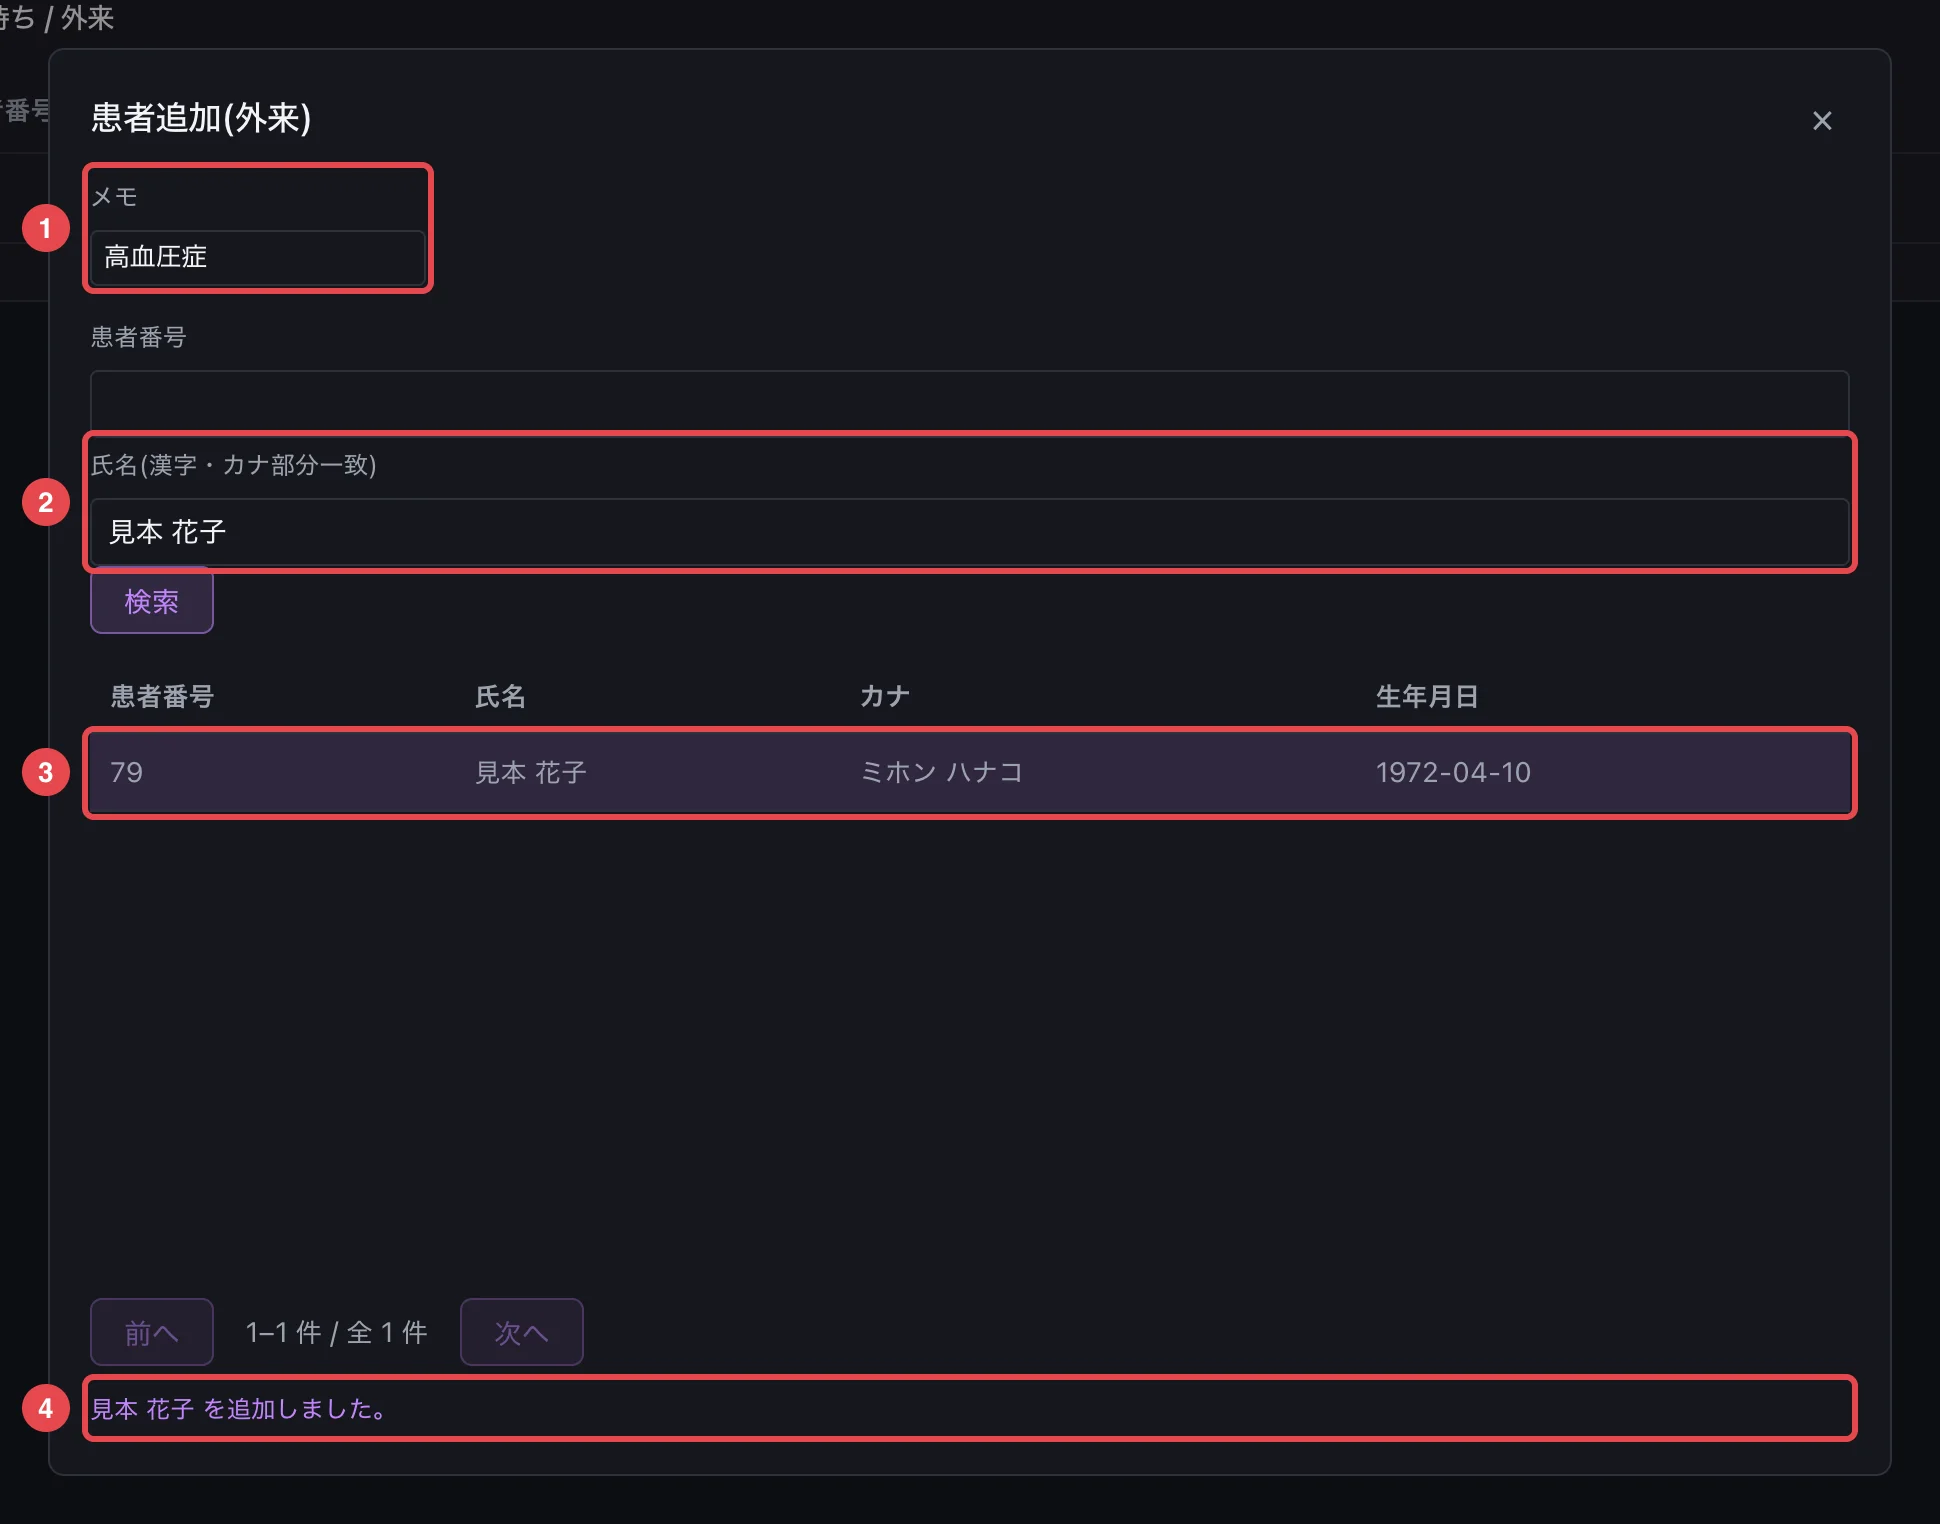 待ち / 外来
番号
患者追加(外来)
×
メモ
1
高血圧症
患者番号
氏名(漢字・カナ部分一致)
2
見本 花子
検索
患者番号 氏名 カナ 生年月日
3
79 見本 花子 ミホン ハナコ 1972-04-10
前へ 1–1 件 / 全 1 件 次へ
4
見本 花子 を追加しました。